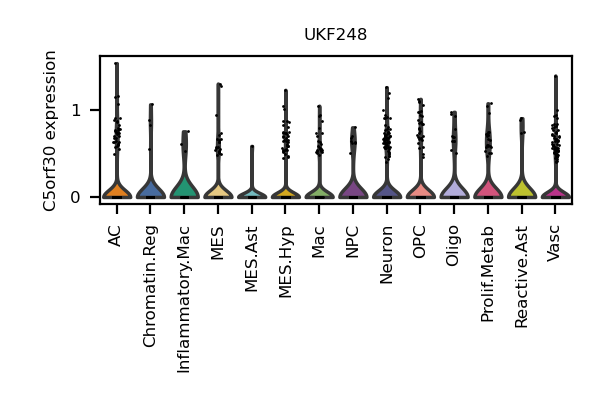 UKF248
C5orf30 expression
1
0
AC
Chromatin.Reg
Inflammatory.Mac
MES
MES.Ast
MES.Hyp
Mac
NPC
Neuron
OPC
Oligo
Prolif.Metab
Reactive.Ast
Vasc